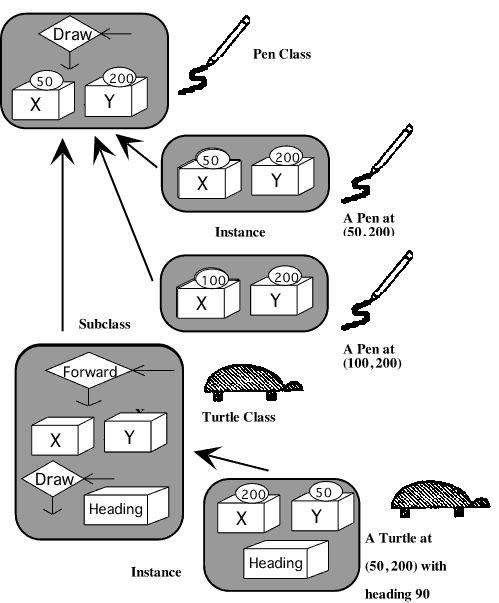 Draw
50
200
X
Y
Pen Class
50
200
X
Y
Instance
A Pen at
(50,200)
100
200
X
Y
A Pen at
(100,200)
Subclass
Forward
X
Y
Draw
Heading
Turtle Class
200
50
X
Y
Heading
Instance
A Turtle at
(50,200) with
heading 90